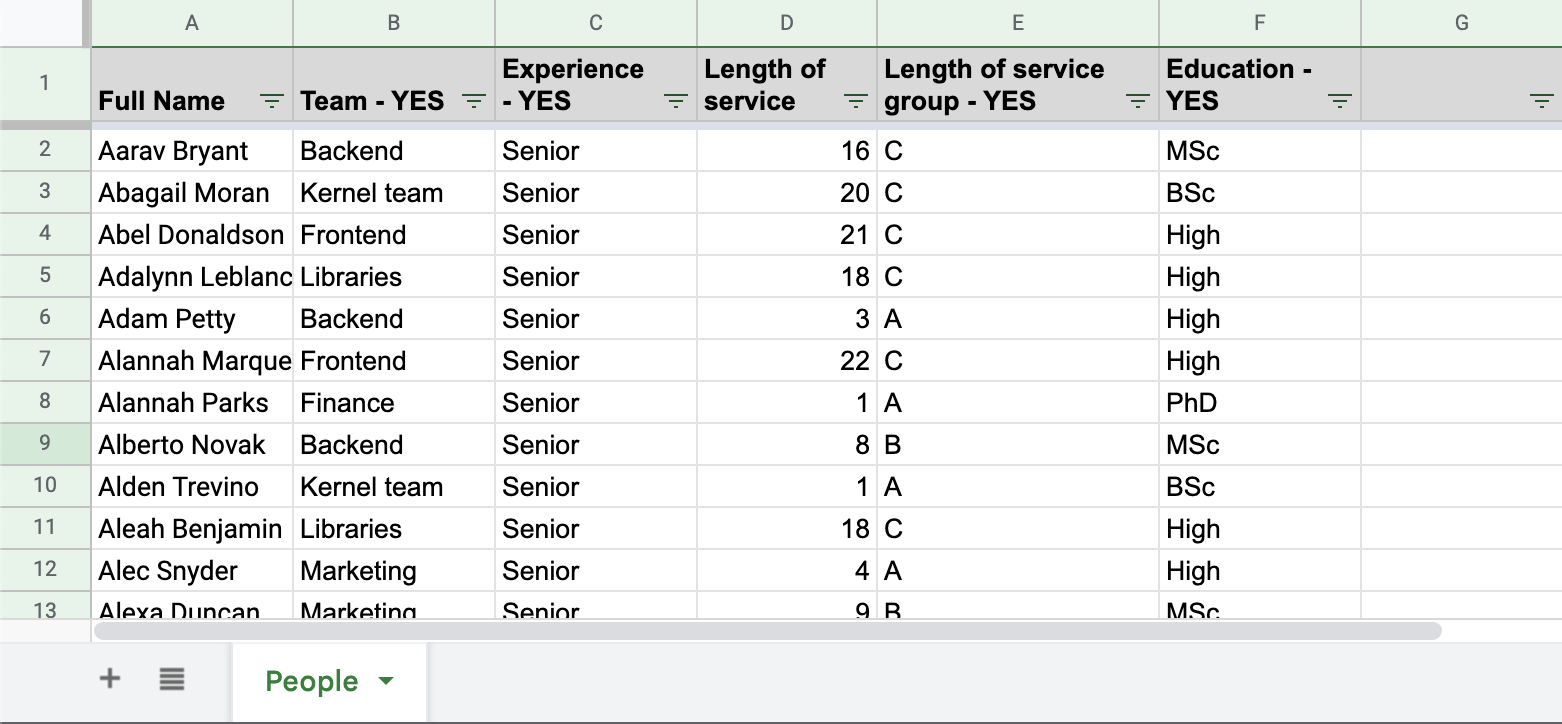 A B C D E F G
1 Full Name Team - YES Experience - YES Length of service Length of service group - YES Education - YES
2 Aarav Bryant Backend Senior 16 C MSc
3 Abagail Moran Kernel team Senior 20 C BSc
4 Abel Donaldson Frontend Senior 21 C High
5 Adalynn Leblanc Libraries Senior 18 C High
6 Adam Petty Backend Senior 3 A High
7 Alannah Marque Frontend Senior 22 C High
8 Alannah Parks Finance Senior 1 A PhD
9 Alberto Novak Backend Senior 8 B MSc
10 Alden Trevino Kernel team Senior 1 A BSc
11 Aleah Benjamin Libraries Senior 18 C High
12 Alec Snyder Marketing Senior 4 A High
13 Alexa Duncan Marketing Senior 9 B MSc
People